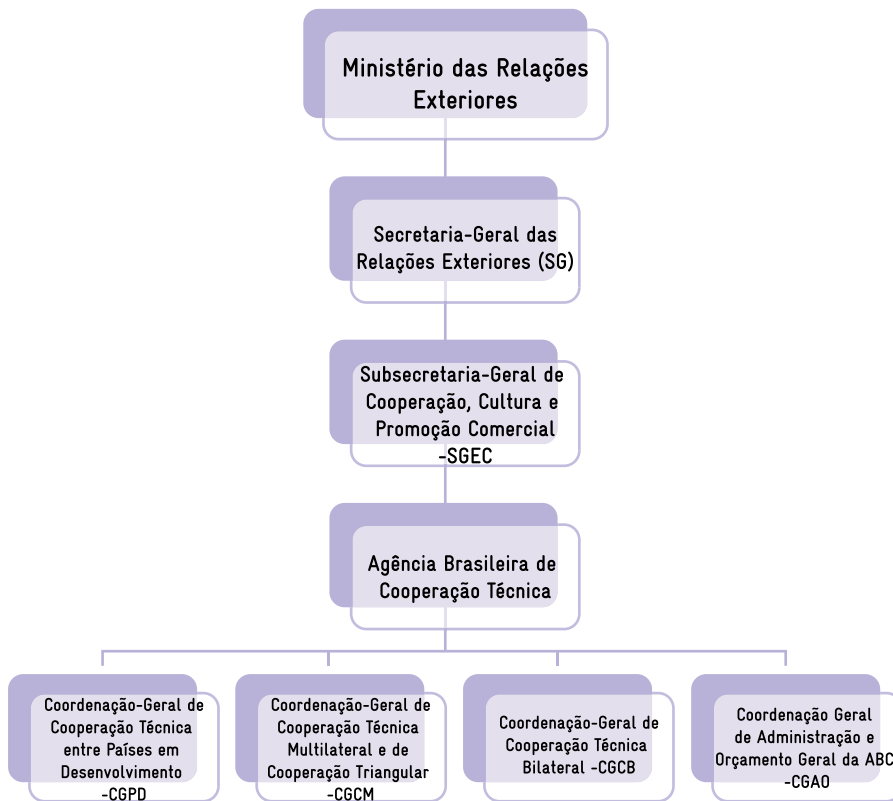 Ministério das Relações
Exteriores
Secretaria-Geral das
Relações Exteriores (SG)
Subsecretaria-Geral de
Cooperação, Cultura e
Promoção Comercial
-SGEC
Agência Brasileira de
Cooperação Técnica
Coordenação-Geral de
Cooperação Técnica
entre Países em
Desenvolvimento
-CGPD
Coordenação-Geral de
Cooperação Técnica
Multilateral e de
Cooperação Triangular
-CGCM
Coordenação-Geral de
Cooperação Técnica
Bilateral -CGCB
Coordenação Geral
de Administração e
Orçamento Geral da ABC
-CGAO